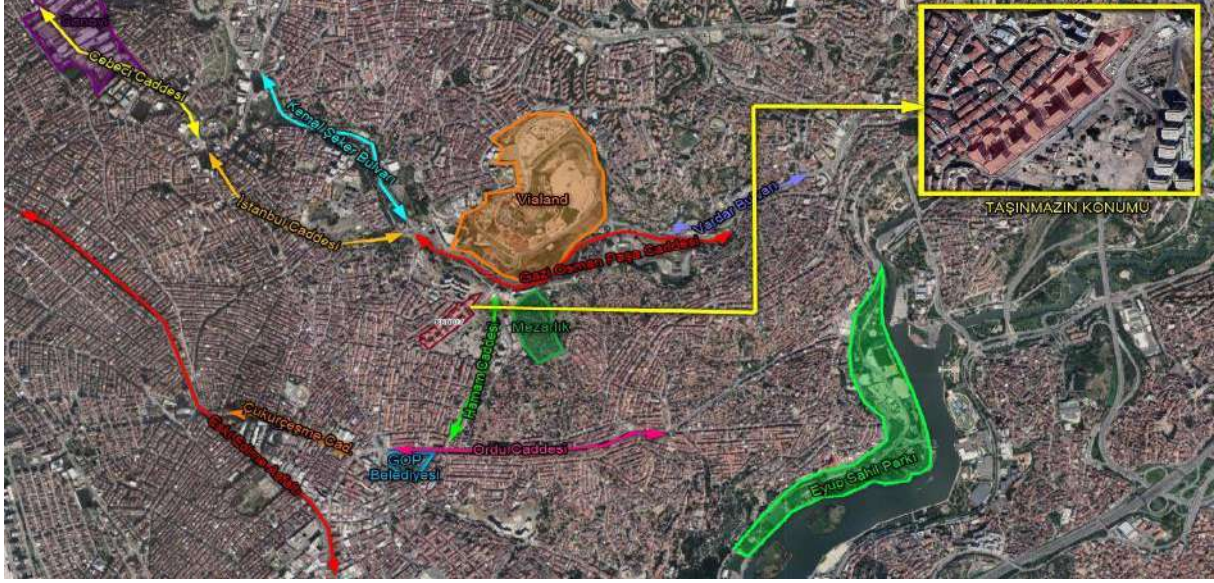 Sanayi
Cebeci Caddesi
Kemal Şeker Bulvarı
İstanbul Caddesi
Vialand
Vardar Bulvarı
Gazi Osman Paşa Caddesi
TAŞINMAZIN KONUMU
Mezarlık
Hamam Caddesi
Çukurçeşme Cad.
Ordu Caddesi
GOP
Belediyesi
Eyüp Sahil Parkı